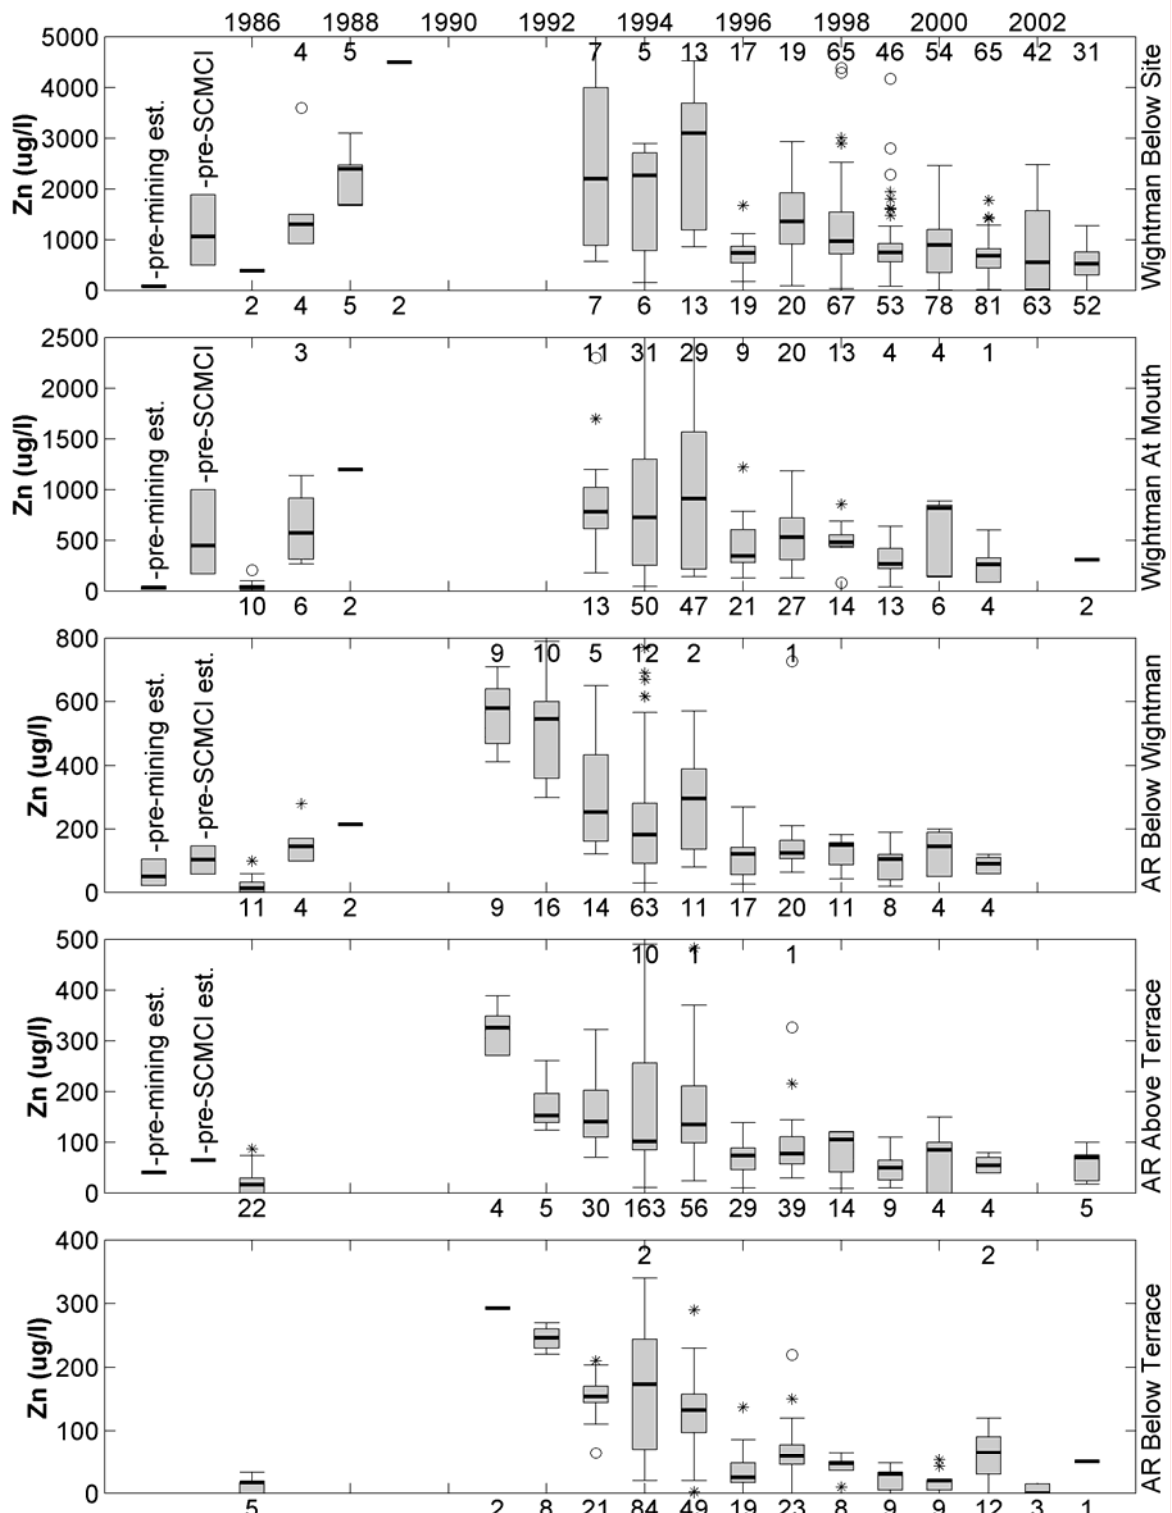 1986 1988 1990 1992 1994 1996 1998 2000 2002
5000 4 5 7 5 13 17 19 65 46 54 65 42 31
4000
3000
2000
1000
0
Zn (ug/l)
-pre-mining est.
-pre-SCMCI
Wightman Below Site
2 4 5 2 7 6 13 19 20 67 53 78 81 63 52
2500 3 11 31 29 9 20 13 4 4 1
2000
1500
1000
500
0
Zn (ug/l)
-pre-mining est.
-pre-SCMCI
Wightman At Mouth
10 6 2 13 50 47 21 27 14 13 6 4 2
800 9 10 5 12 2 1
600
400
200
0
Zn (ug/l)
-pre-mining est.
-pre-SCMCI est.
AR Below Wightman
11 4 2 9 16 14 63 11 17 20 11 8 4 4
500 10 1 1
400
300
200
100
0
Zn (ug/l)
-pre-mining est.
-pre-SCMCI est.
AR Above Terrace
22 4 5 30 163 56 29 39 14 9 4 4 5
400 2 2
300
200
100
0
Zn (ug/l)
AR Below Terrace
5 2 8 21 84 49 19 23 8 9 9 12 3 1